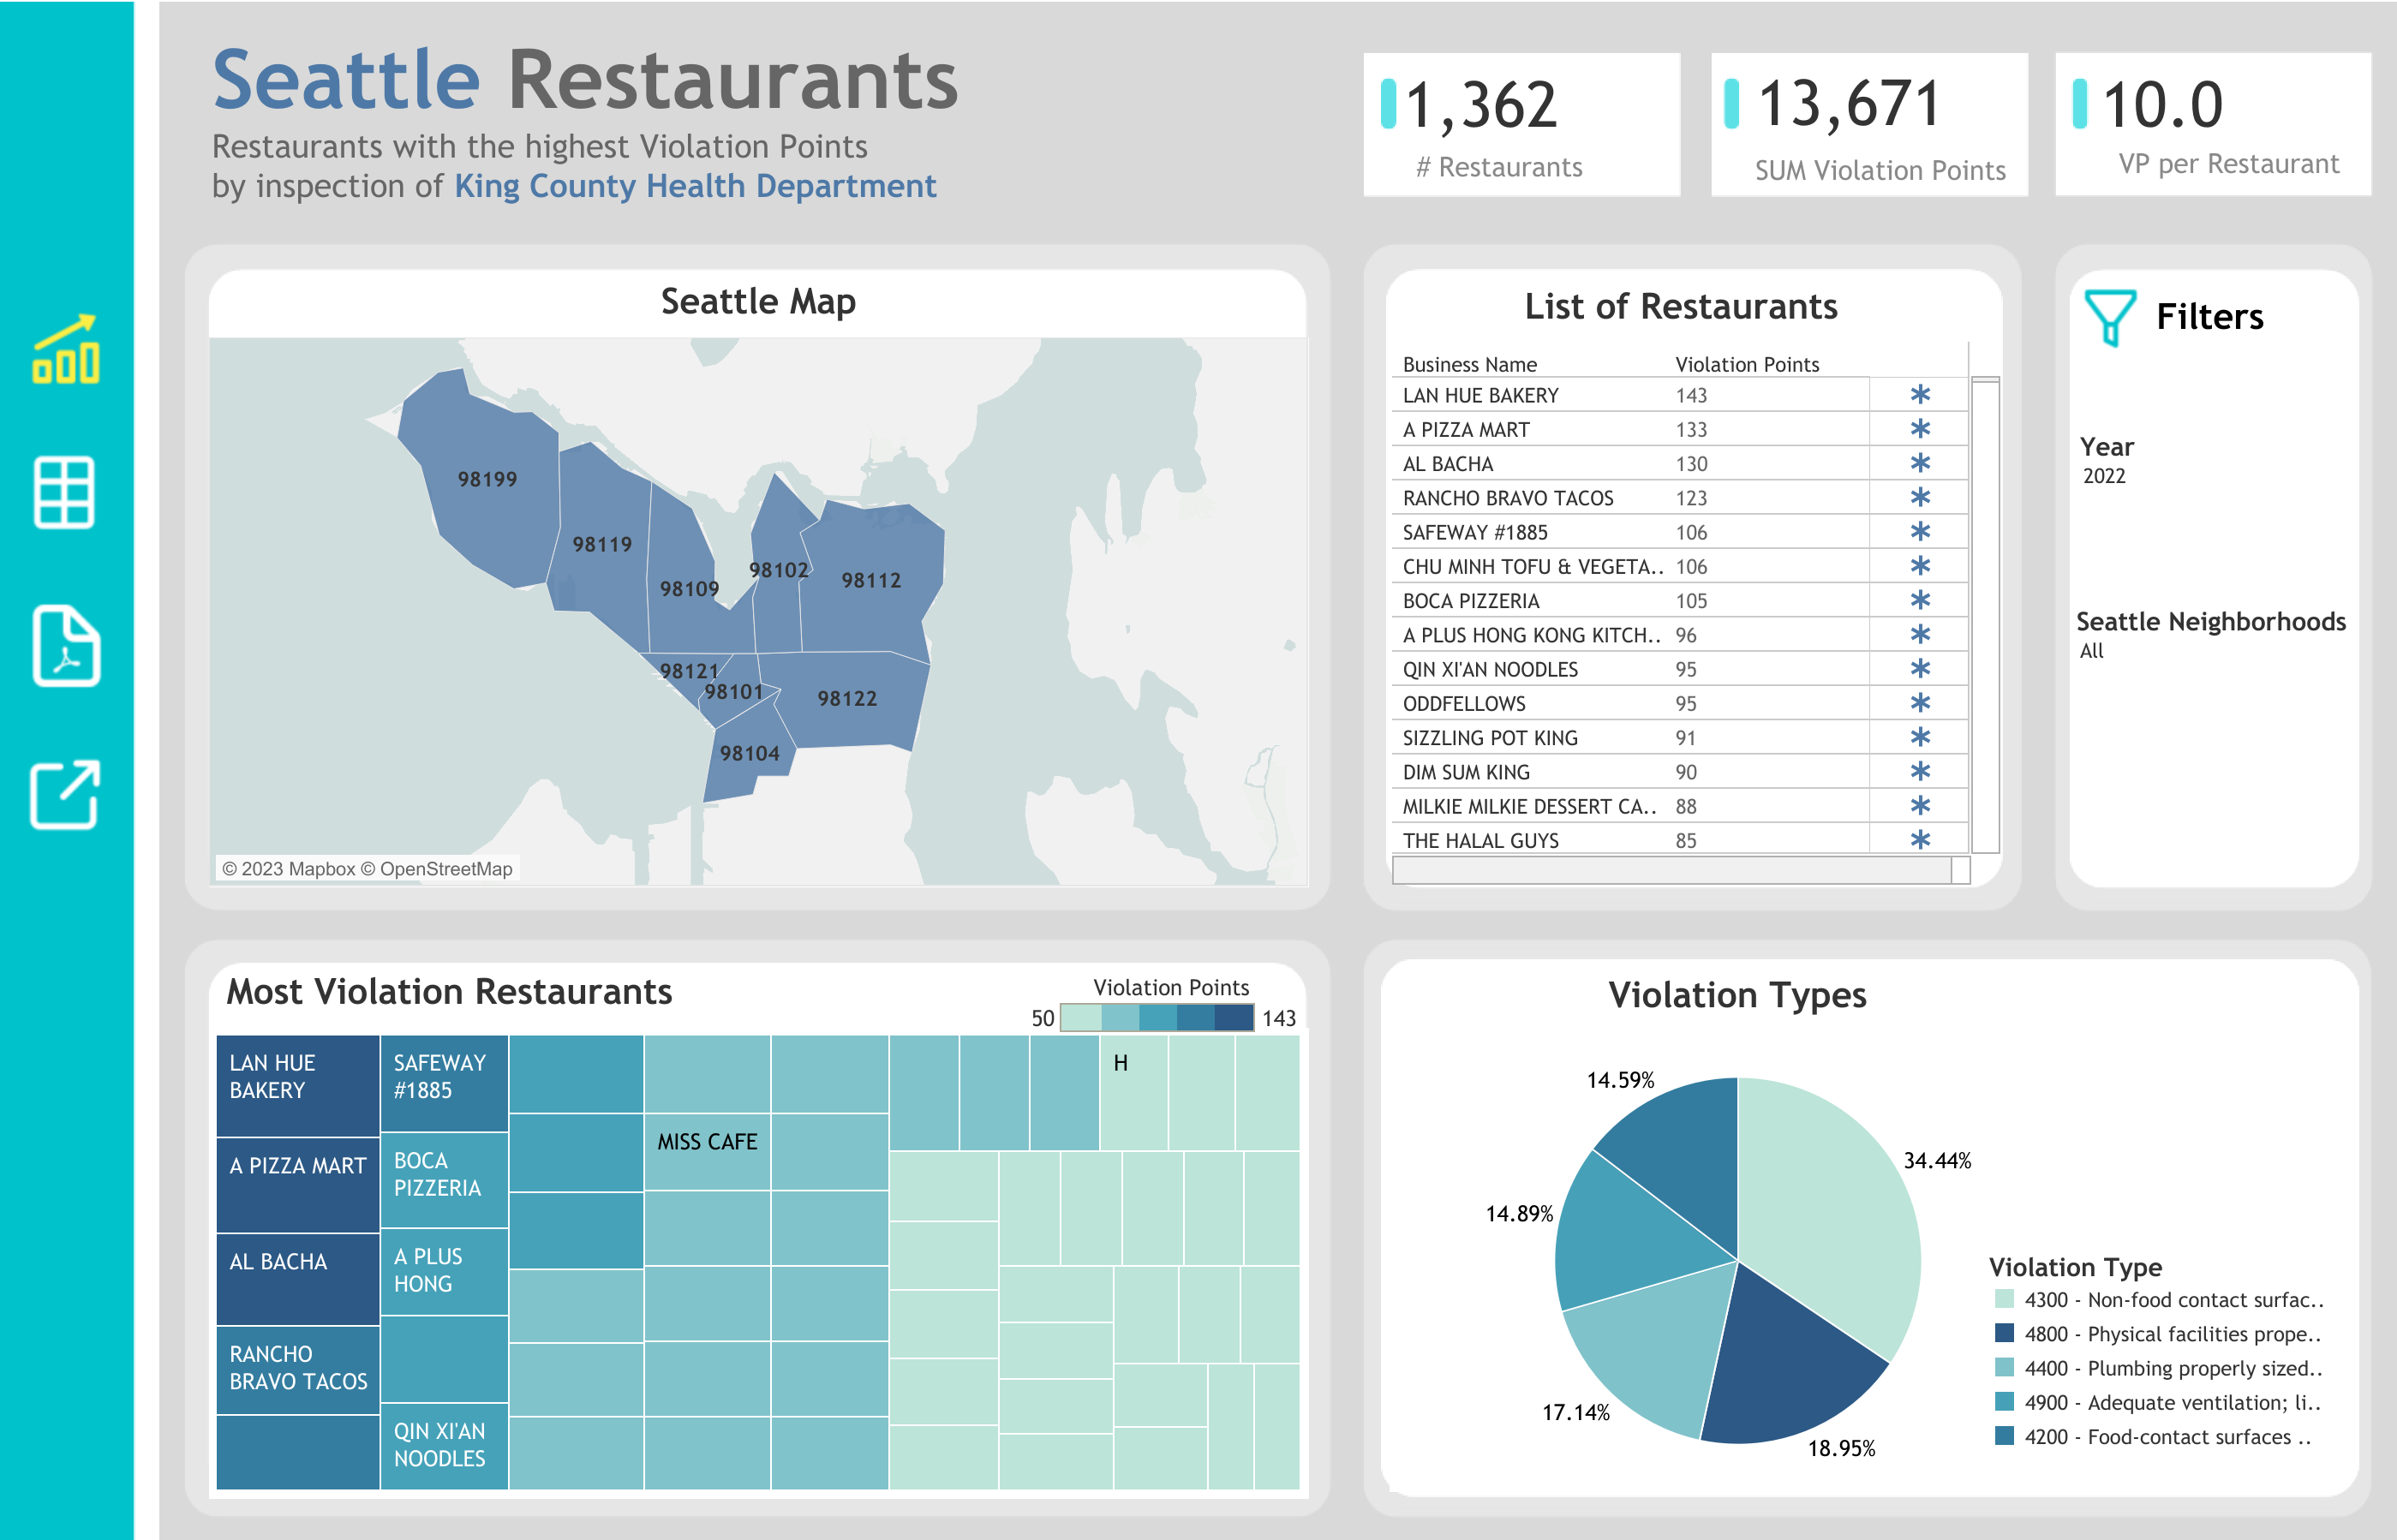 Seattle Restaurants
Restaurants with the highest Violation Points
by inspection of King County Health Department
1,362
# Restaurants
13,671
SUM Violation Points
10.0
VP per Restaurant
Seattle Map
98199
98119
98109
98102
98112
98121
98101
98122
98104
© 2023 Mapbox © OpenStreetMap
List of Restaurants
Business Name Violation Points
LAN HUE BAKERY 143
A PIZZA MART 133
AL BACHA 130
RANCHO BRAVO TACOS 123
SAFEWAY #1885 106
CHU MINH TOFU & VEGETA.. 106
BOCA PIZZERIA 105
A PLUS HONG KONG KITCH.. 96
QIN XI'AN NOODLES 95
ODDFELLOWS 95
SIZZLING POT KING 91
DIM SUM KING 90
MILKIE MILKIE DESSERT CA.. 88
THE HALAL GUYS 85
Filters
Year
2022
Seattle Neighborhoods
All
Most Violation Restaurants
Violation Points
50 143
LAN HUE
BAKERY
A PIZZA MART
AL BACHA
RANCHO
BRAVO TACOS
SAFEWAY
#1885
BOCA
PIZZERIA
A PLUS
HONG
QIN XI'AN
NOODLES
MISS CAFE
H
Violation Types
14.59%
34.44%
14.89%
17.14%
18.95%
Violation Type
4300 - Non-food contact surfac..
4800 - Physical facilities prope..
4400 - Plumbing properly sized..
4900 - Adequate ventilation; li..
4200 - Food-contact surfaces ..